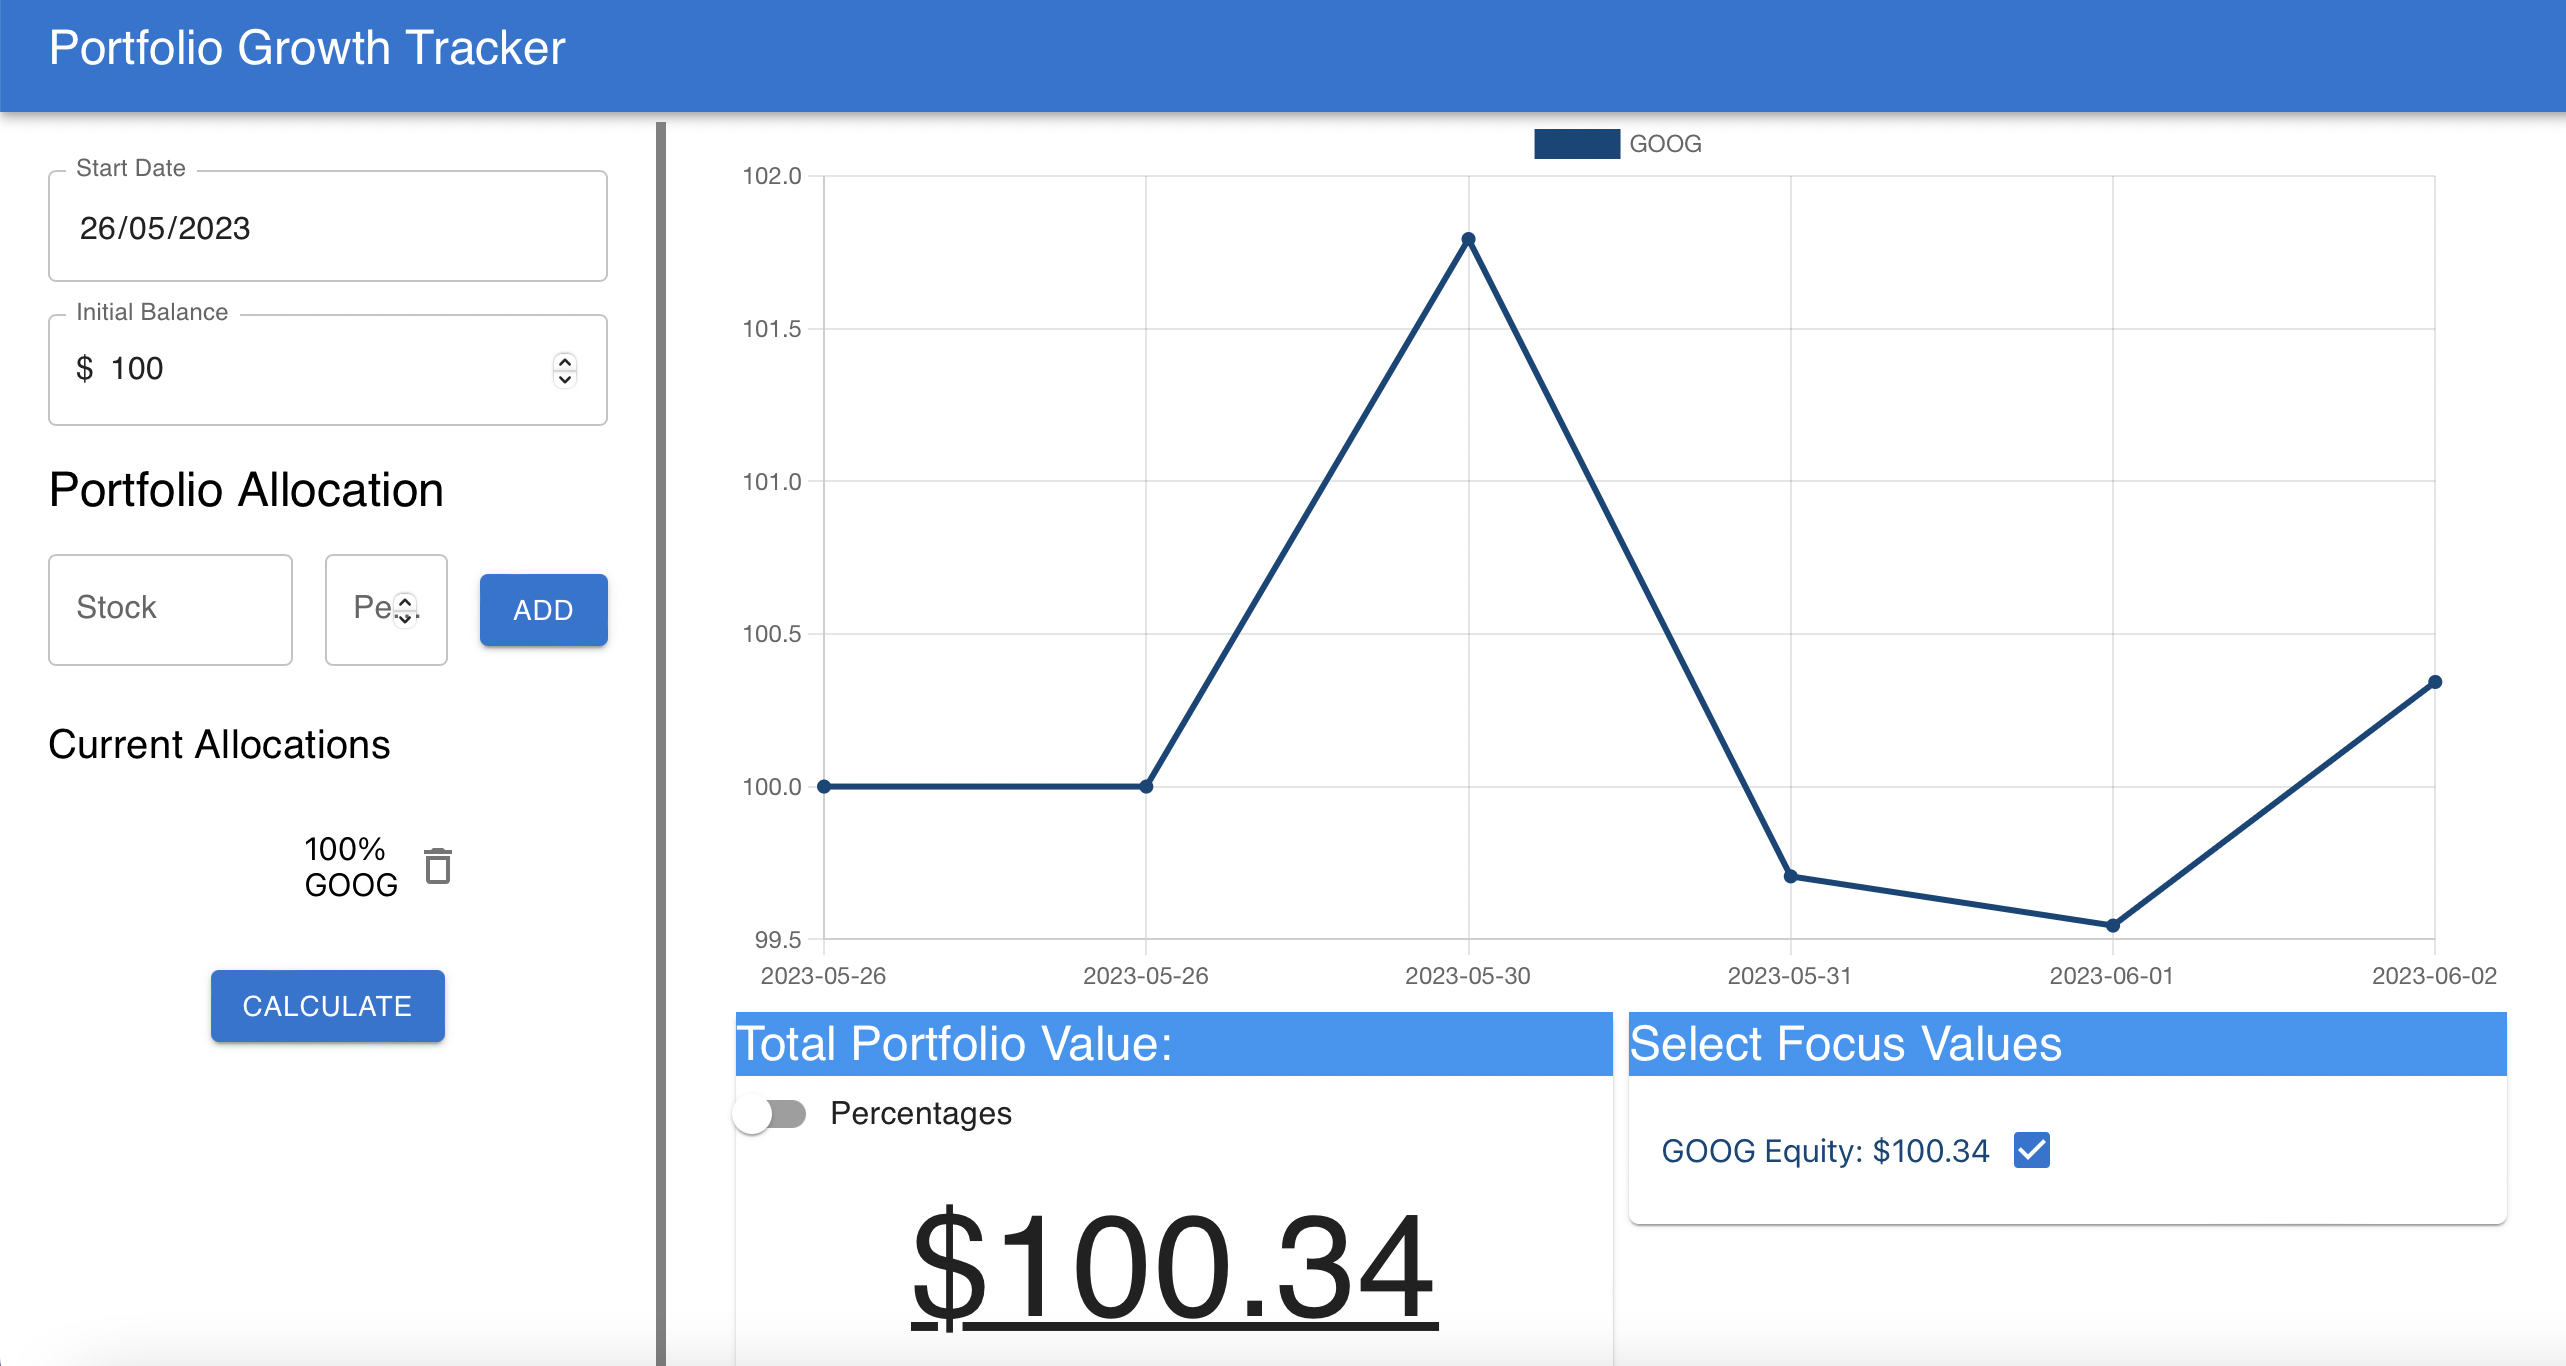 Portfolio Growth Tracker
Start Date
26/05/2023
Initial Balance
$ 100
Portfolio Allocation
Stock
Pe...
ADD
Current Allocations
100%
GOOG
CALCULATE
GOOG
102.0
101.5
101.0
100.5
100.0
99.5
2023-05-26 2023-05-26 2023-05-30 2023-05-31 2023-06-01 2023-06-02
Total Portfolio Value:
Percentages
$100.34
Select Focus Values
GOOG Equity: $100.34